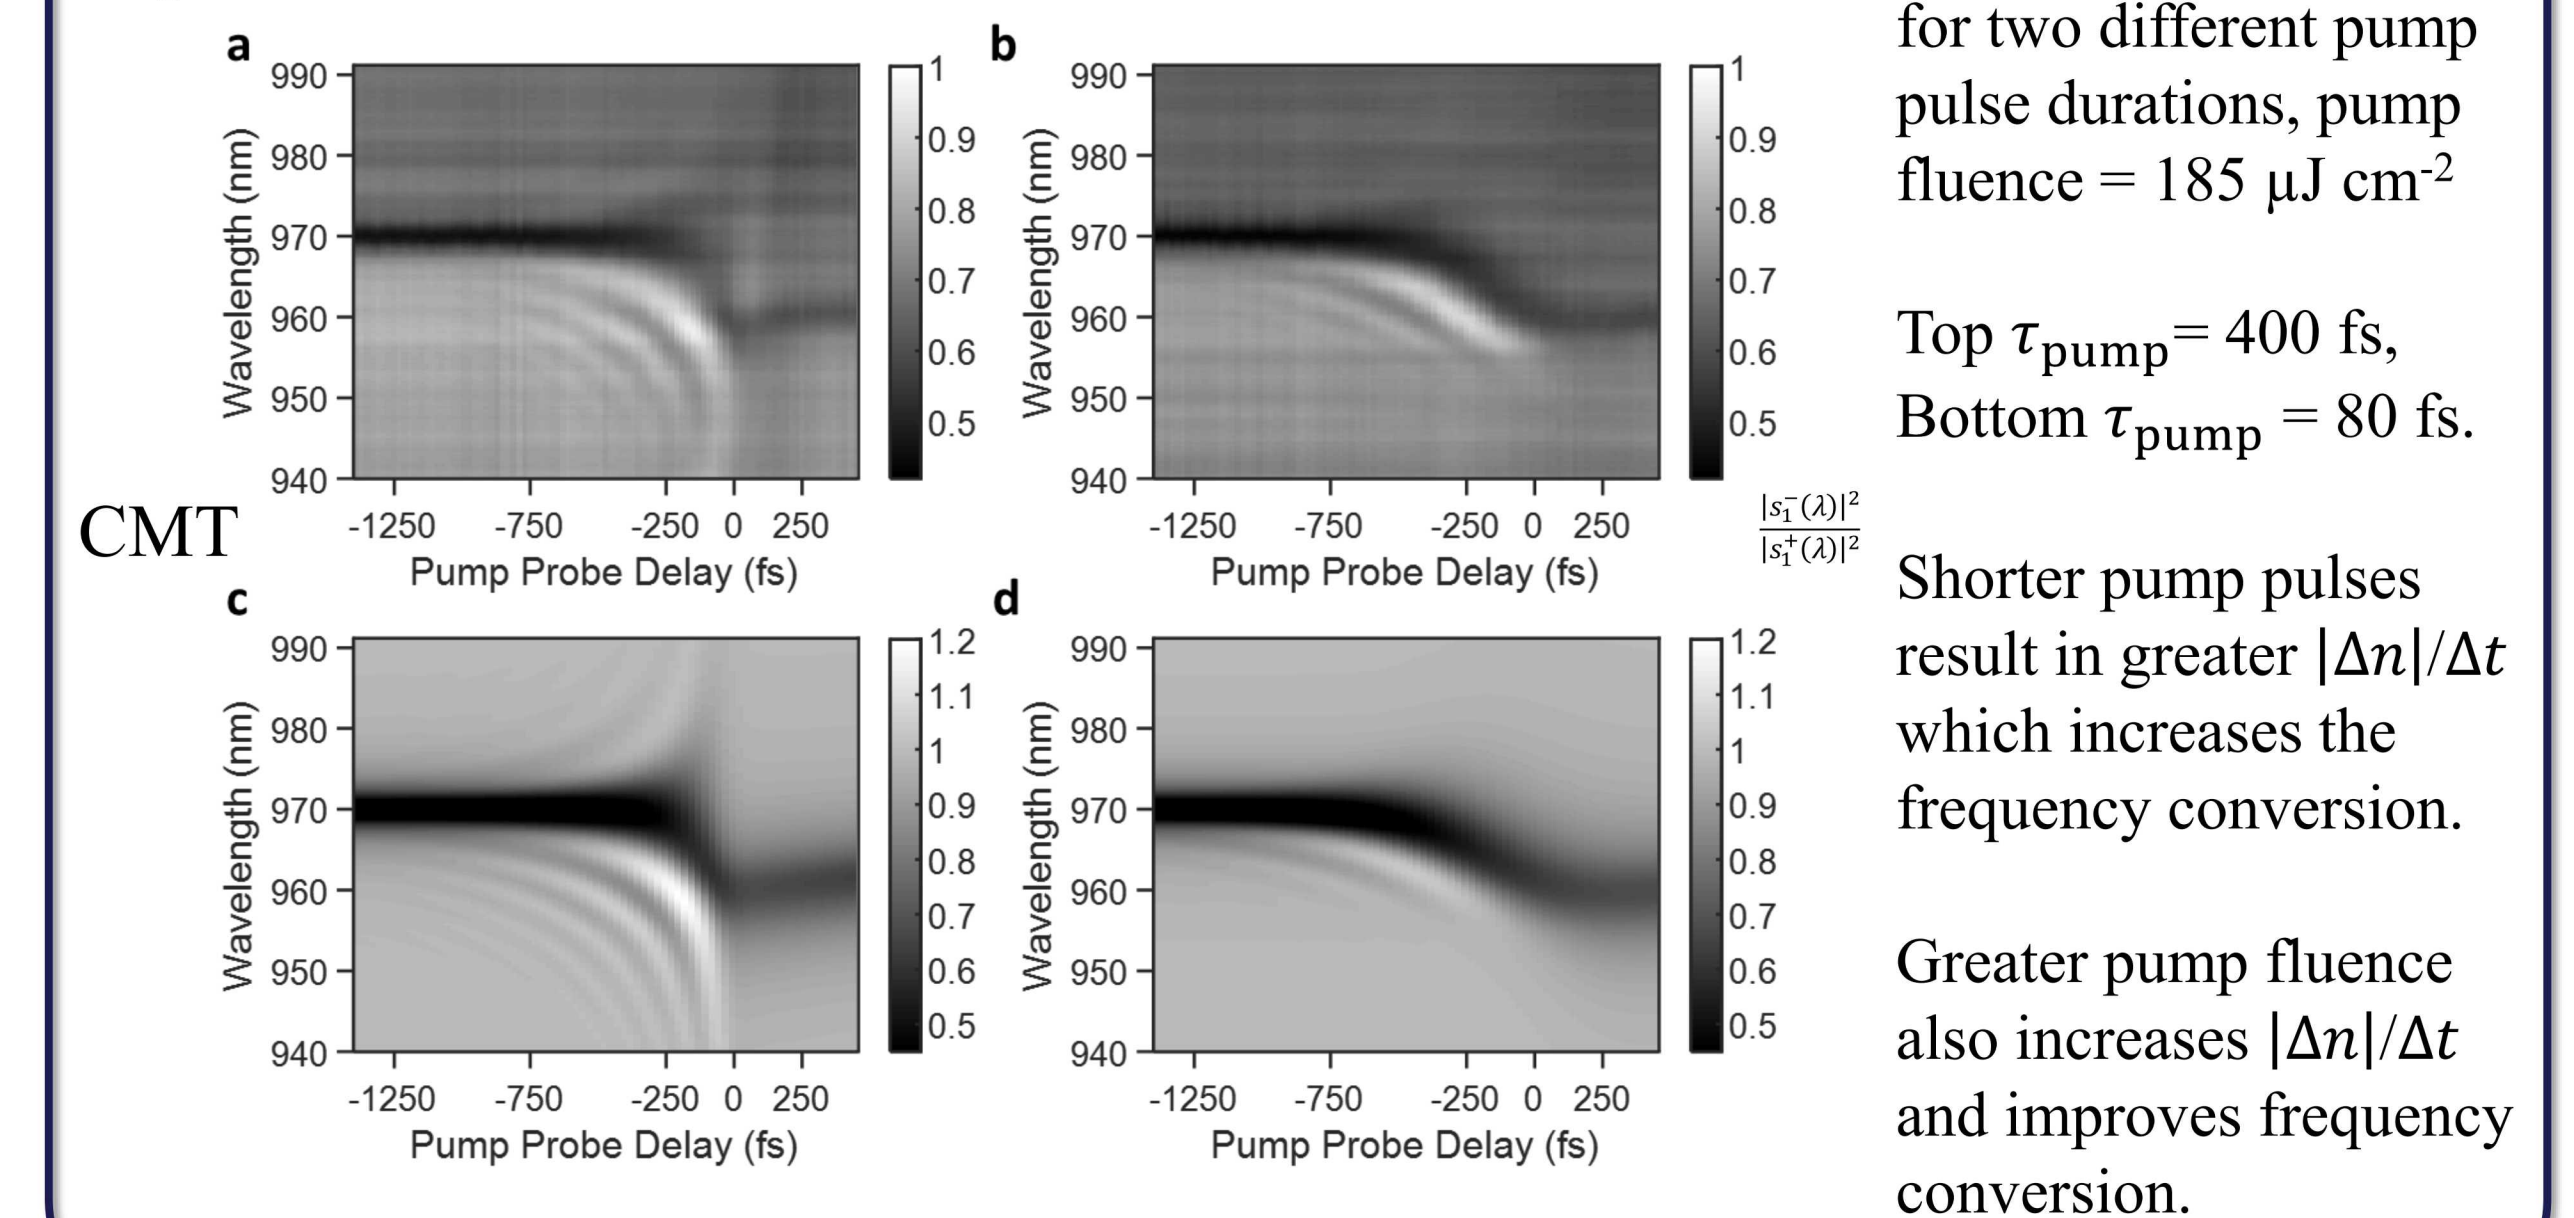 a
990
980
970
960
950
940
Wavelength (nm)
-1250 -750 -250 0 250
Pump Probe Delay (fs)
1
0.9
0.8
0.7
0.6
0.5
b
990
980
970
960
950
940
Wavelength (nm)
-1250 -750 -250 0 250
Pump Probe Delay (fs)
1
0.9
0.8
0.7
0.6
0.5
CMT
|s₁⁻(λ)|²
|s₁⁺(λ)|²
c
990
980
970
960
950
940
Wavelength (nm)
-1250 -750 -250 0 250
Pump Probe Delay (fs)
1.2
1.1
1
0.9
0.8
0.7
0.6
0.5
d
990
980
970
960
950
940
Wavelength (nm)
-1250 -750 -250 0 250
Pump Probe Delay (fs)
1.2
1.1
1
0.9
0.8
0.7
0.6
0.5
for two different pump
pulse durations, pump
fluence = 185 μJ cm⁻²
Top τpump= 400 fs,
Bottom τpump = 80 fs.
Shorter pump pulses
result in greater |Δn|/Δt
which increases the
frequency conversion.
Greater pump fluence
also increases |Δn|/Δt
and improves frequency
conversion.